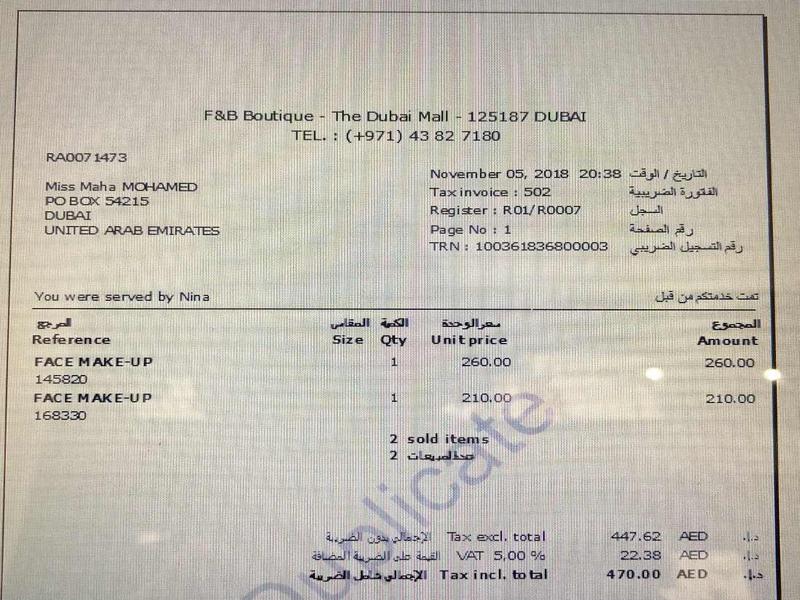 F&B Boutique - The Dubai Mall - 125187 DUBAI
TEL. : (+971) 43 82 7180
RA0071473
Miss Maha MOHAMED
PO BOX 54215
DUBAI
UNITED ARAB EMIRATES
November 05, 2018 20:38 التاريخ / الوقت
Tax invoice : 502 الفتورة الضريبية
Register : R01/R0007 السجل
Page No : 1 رقم الصفحة
TRN : 100361836800003 رقم التسجيل الضريبي
You were served by Nina تمت خدمتكم من قبل
المرجع المقاس الكمية سعر الوحدة المجموع
Reference Size Qty Unit price Amount
FACE MAKE-UP 1 260.00 260.00
145820
FACE MAKE-UP 1 210.00 210.00
168330
2 sold items
2 عدد المبيعات
Duplicate
الإجمالي بدون الضريبة Tax excl. total 447.62 AED د.إ.
القيمة على الضريبة المضافة VAT 5,00 % 22.38 AED د.إ.
الإجمالي شامل الضريبة Tax incl. total 470.00 AED د.إ.